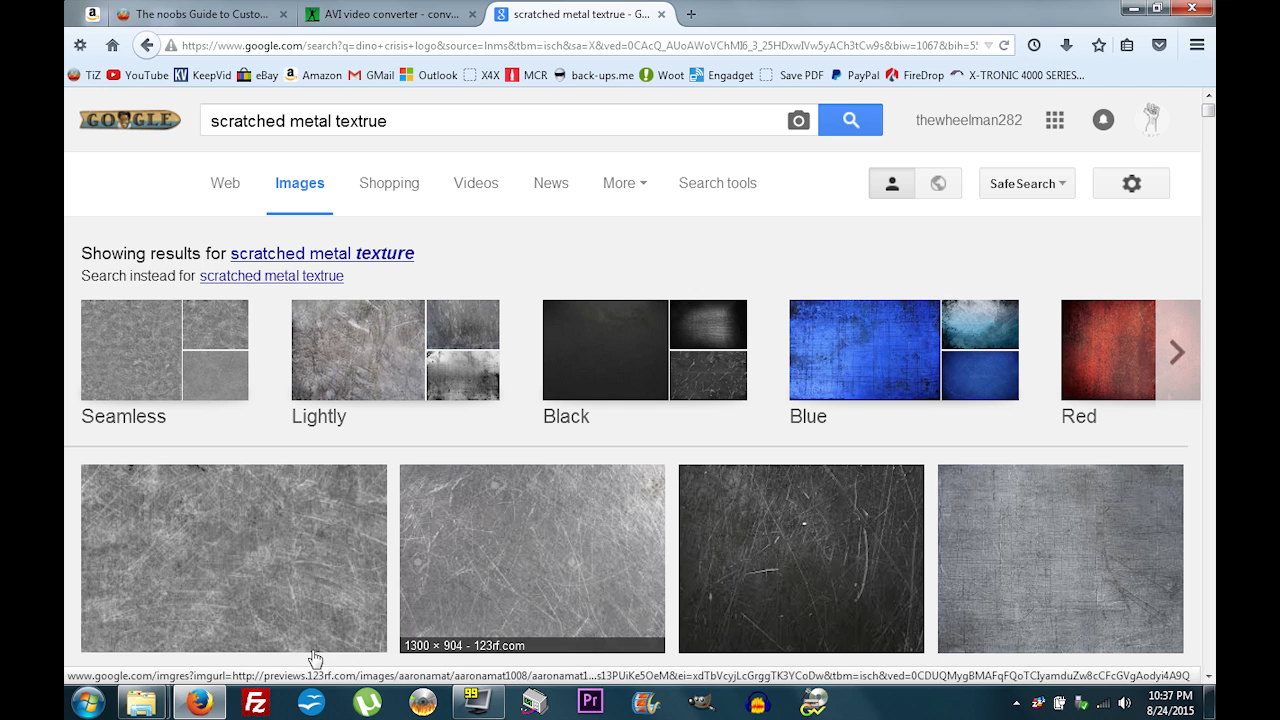 The noobs Guide to Custo...
AVI video converter - conv...
scratched metal textrue - G...
https://www.google.com/search?q=dino+crisis+logo&source=lnms&tbm=isch&sa=X&ved=0CAcQ_AUoAWoVChMI6_3_25HDxwIVw5yACh3tCw9s&biw=1067&bih=5
TiZ
YouTube
KeepVid
eBay
Amazon
GMail
Outlook
X4X
MCR
back-ups.me
Woot
Engadget
Save PDF
PayPal
FireDrop
X-TRONIC 4000 SERIES...
GOOGLE
scratched metal textrue
thewheelman282
Web
Images
Shopping
Videos
News
More
Search tools
SafeSearch
Showing results for scratched metal texture
Search instead for scratched metal textrue
Seamless
Lightly
Black
Blue
Red
1300 × 904 - 123rf.com
www.google.com/imgres?imgurl=http://previews.123rf.com/images/aaronamat/aaronamat1008/aaronamat1...s13PUiKe5OeM&ei=xdTbVcyjLcGrggTK3YCoDw&tbm=isch&ved=0CDUQMygBMAFqFQoTCIyamduZw8cCFcGVgAodyi4A9Q
Fz
99
Pr
10:37 PM
8/24/2015